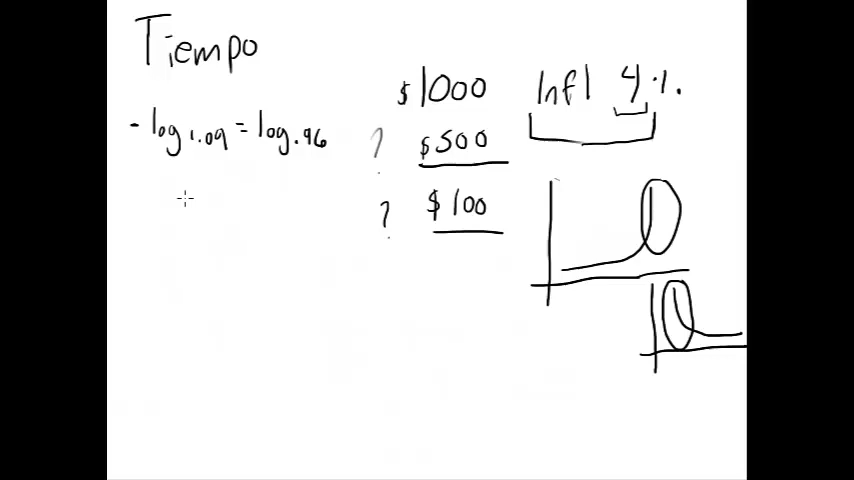 Tiempo
$1000 Infl 4%.
- log 1.09 = log .96
? $500
? $100